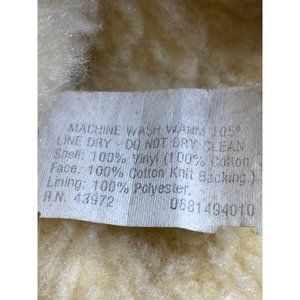 MACHINE WASH WARM 105°
LINE DRY - DO NOT DRY CLEAN
Shell: 100% Vinyl (100% Cotton
Face, 100% Cotton Knit Backing.)
Lining: 100% Polyester.
R.N. 43972 0681494010